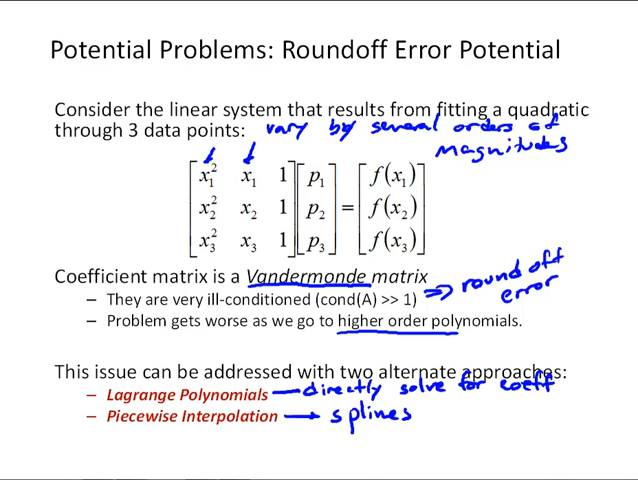 Potential Problems: Roundoff Error Potential
Consider the linear system that results from fitting a quadratic
through 3 data points: vary by several orders of
magnitudes
[x₁² x₁ 1] [p₁] = [f(x₁)]
[x₂² x₂ 1] [p₂] = [f(x₂)]
[x₃² x₃ 1] [p₃] = [f(x₃)]
Coefficient matrix is a Vandermonde matrix
– They are very ill-conditioned (cond(A) >> 1) ⇒ round off
error
– Problem gets worse as we go to higher order polynomials.
This issue can be addressed with two alternate approaches:
– Lagrange Polynomials → directly solve for coeff
– Piecewise Interpolation → splines